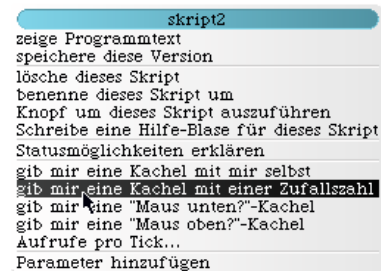 skript2
zeige Programmtext
speichere diese Version
lösche dieses Skript
benenne dieses Skript um
Knopf um dieses Skript auszuführen
Schreibe eine Hilfe-Blase für dieses Skript
Statusmöglichkeiten erklären
gib mir eine Kachel mit mir selbst
gib mir eine Kachel mit einer Zufallszahl
gib mir eine "Maus unten?"-Kachel
gib mir eine "Maus oben?"-Kachel
Aufrufe pro Tick...
Parameter hinzufügen